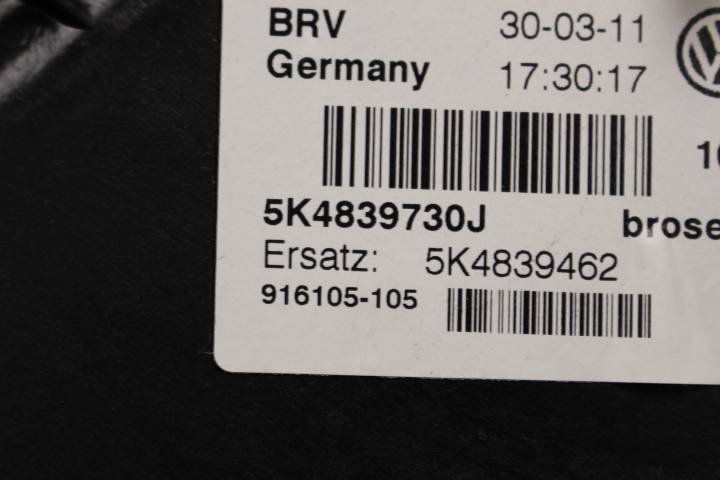 BRV 30-03-11
Germany 17:30:17
5K4839730J brose
Ersatz: 5K4839462
916105-105